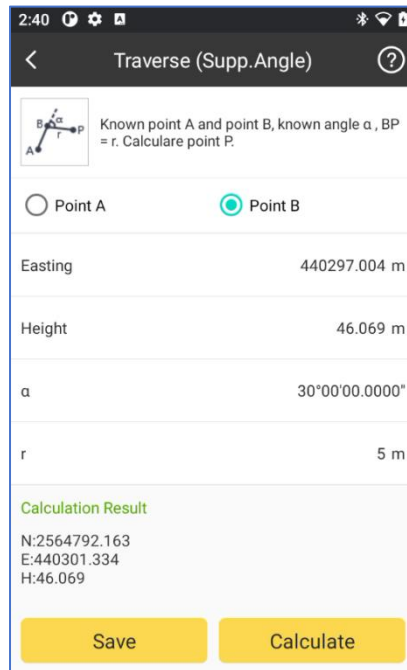 2:40
Traverse (Supp.Angle)
B α P
r
A
Known point A and point B, known angle α , BP
= r. Calculare point P.
Point A
Point B
Easting
440297.004 m
Height
46.069 m
α
30°00'00.0000"
r
5 m
Calculation Result
N:2564792.163
E:440301.334
H:46.069
Save
Calculate